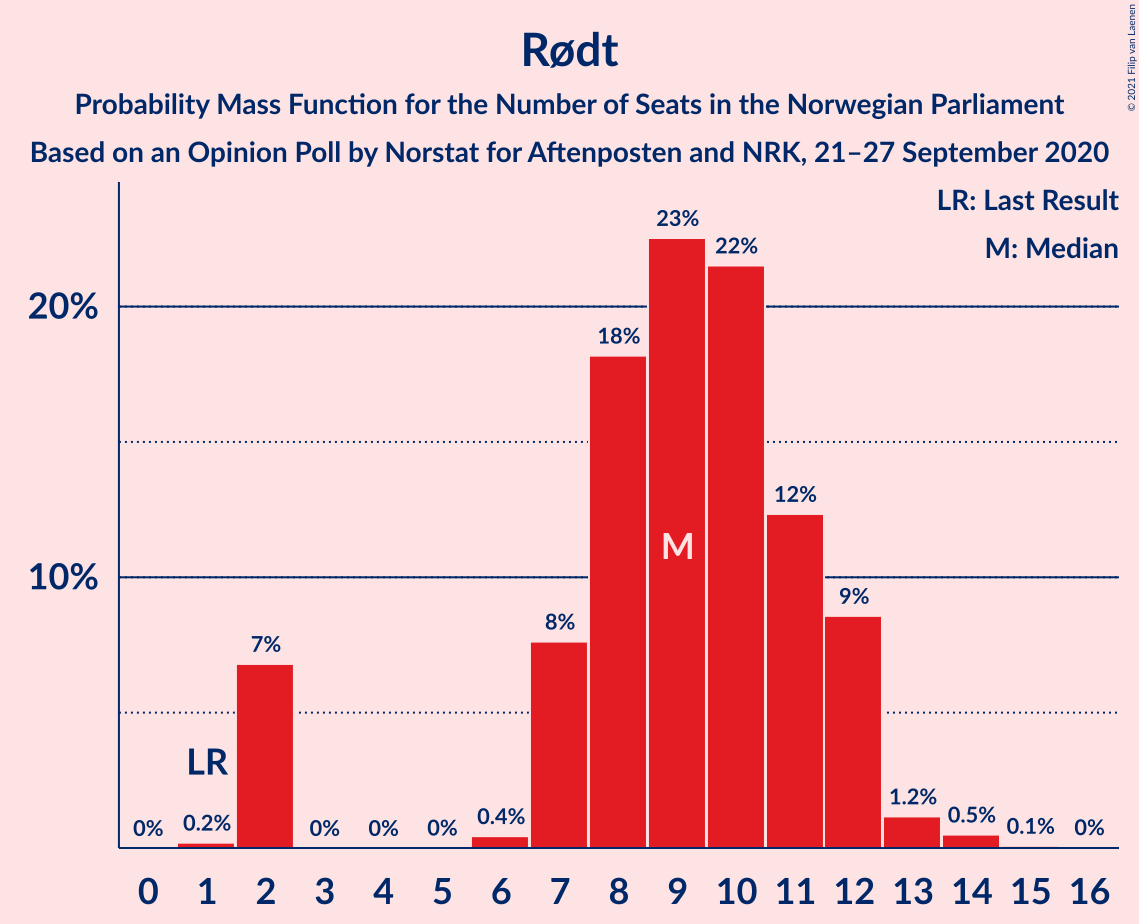 Rødt
Probability Mass Function for the Number of Seats in the Norwegian Parliament
Based on an Opinion Poll by Norstat for Aftenposten and NRK, 21–27 September 2020
© 2021 Filip van Laenen
LR: Last Result
M: Median
23%
22%
20%
18%
12%
M
10%
9%
8%
7%
LR
1.2%
0.5%
0.4%
0.2%
0.1%
0% 0% 0% 0% 0%
0 1 2 3 4 5 6 7 8 9 10 11 12 13 14 15 16